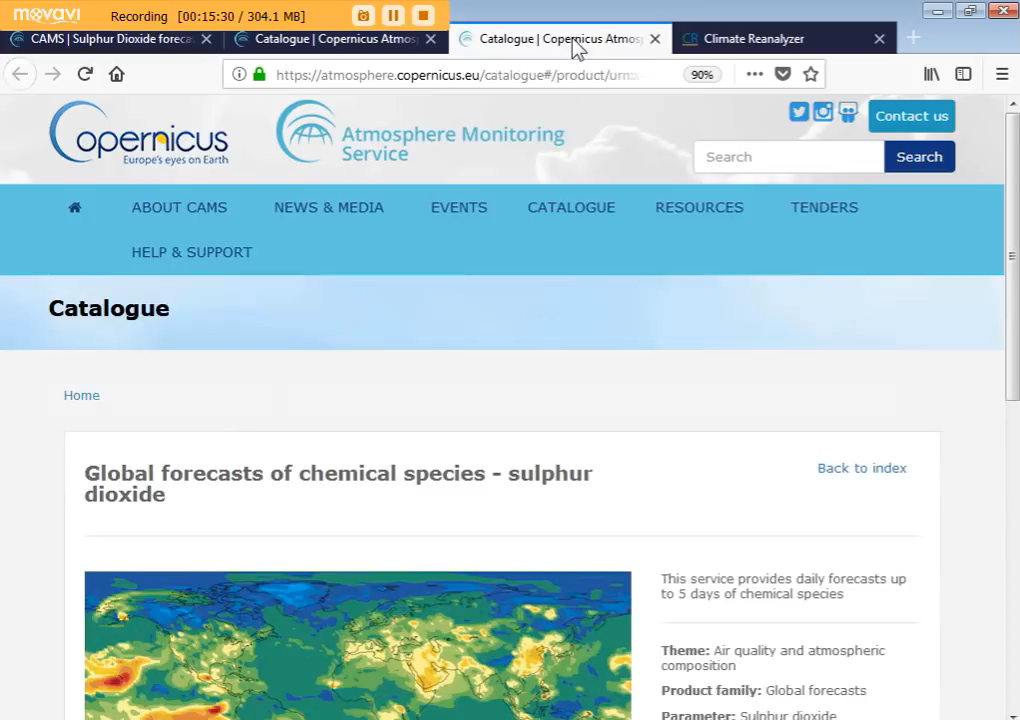 movavi Recording [00:15:30 / 304.1 MB]
CAMS | Sulphur Dioxide foreca Catalogue | Copernicus Atmos Catalogue | Copernicus Atmos CR Climate Reanalyzer
https://atmosphere.copernicus.eu/catalogue#/product/urn: 90%
Copernicus
Europe's eyes on Earth
Atmosphere Monitoring
Service
Contact us
Search Search
ABOUT CAMS NEWS & MEDIA EVENTS CATALOGUE RESOURCES TENDERS
HELP & SUPPORT
Catalogue
Home
Global forecasts of chemical species - sulphur
dioxide
Back to index
This service provides daily forecasts up
to 5 days of chemical species
Theme: Air quality and atmospheric
composition
Product family: Global forecasts
Parameter: Sulphur dioxide